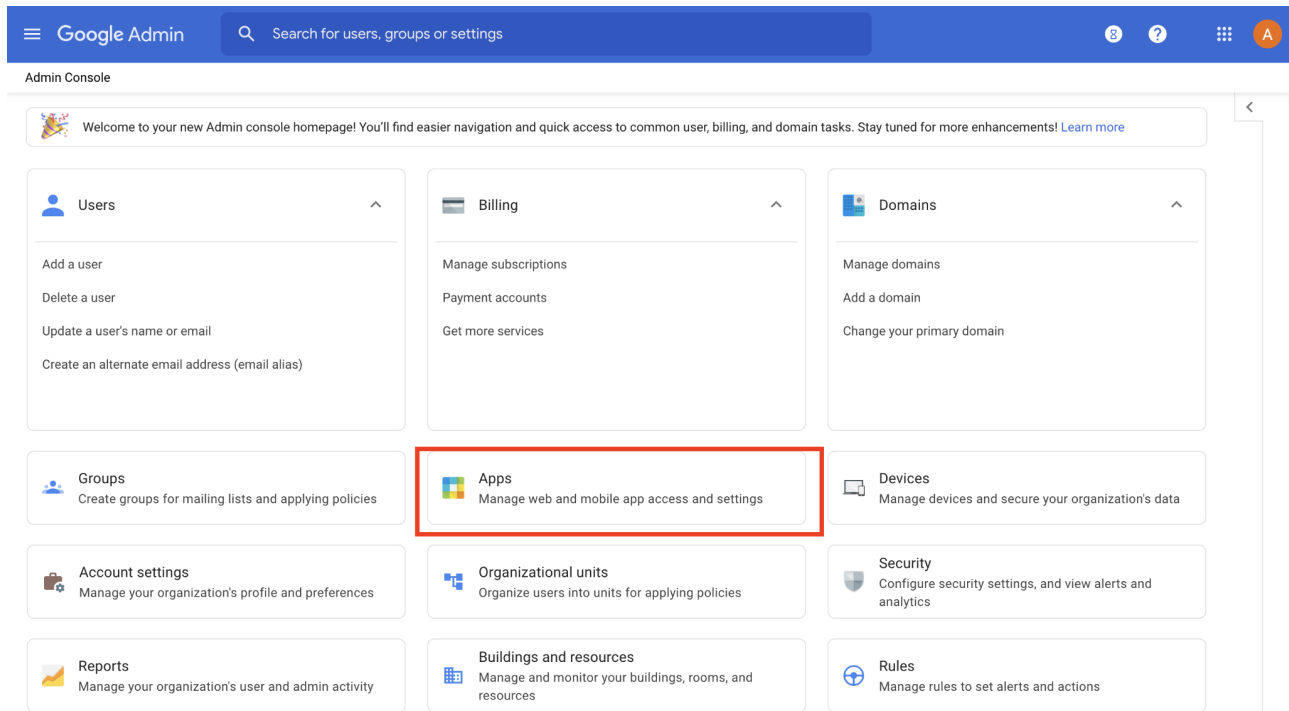 Google Admin
Search for users, groups or settings
8
?
A
Admin Console
Welcome to your new Admin console homepage! You'll find easier navigation and quick access to common user, billing, and domain tasks. Stay tuned for more enhancements! Learn more
Users
Add a user
Delete a user
Update a user's name or email
Create an alternate email address (email alias)
Billing
Manage subscriptions
Payment accounts
Get more services
Domains
Manage domains
Add a domain
Change your primary domain
Groups
Create groups for mailing lists and applying policies
Apps
Manage web and mobile app access and settings
Devices
Manage devices and secure your organization's data
Account settings
Manage your organization's profile and preferences
Organizational units
Organize users into units for applying policies
Security
Configure security settings, and view alerts and
analytics
Reports
Manage your organization's user and admin activity
Buildings and resources
Manage and monitor your buildings, rooms, and
resources
Rules
Manage rules to set alerts and actions